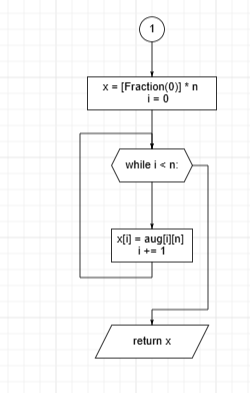 1
x = [Fraction(0)] * n
i = 0
while i < n:
x[i] = aug[i][n]
i += 1
return x